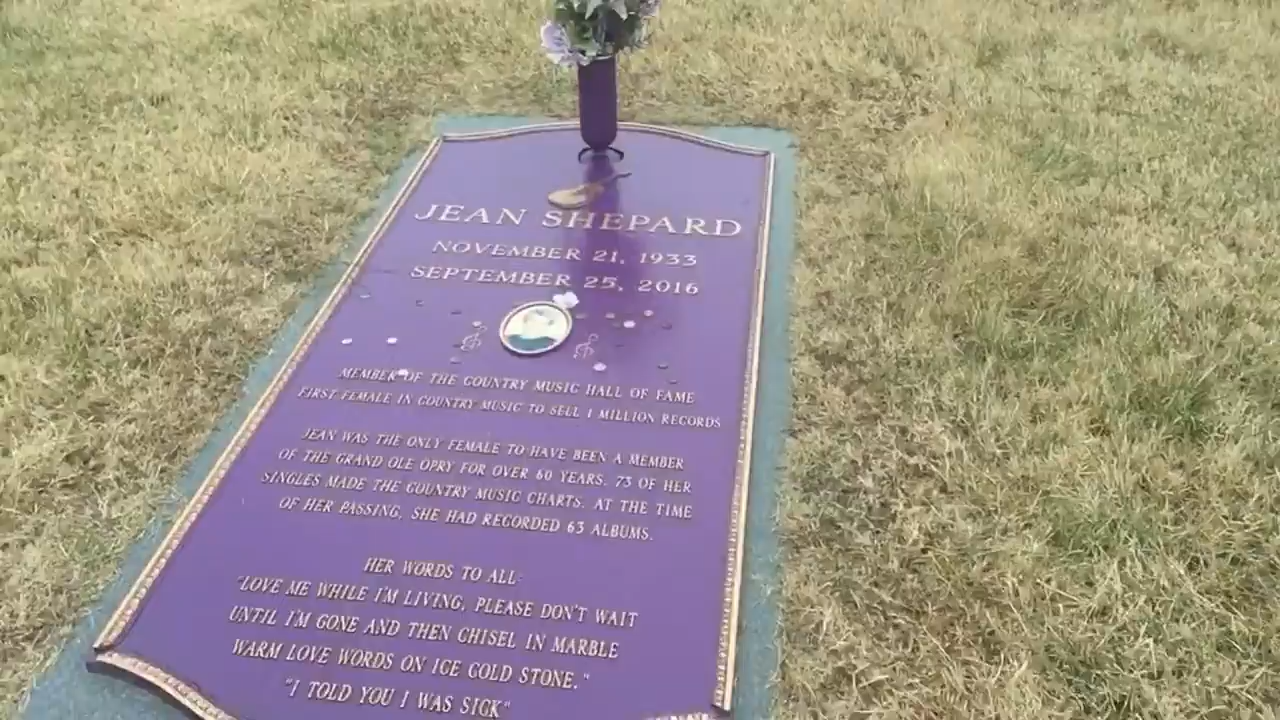 JEAN SHEPARD
NOVEMBER 21, 1933
SEPTEMBER 25, 2016
MEMBER OF THE COUNTRY MUSIC HALL OF FAME
FIRST FEMALE IN COUNTRY MUSIC TO SELL 1 MILLION RECORDS
JEAN WAS THE ONLY FEMALE TO HAVE BEEN A MEMBER
OF THE GRAND OLE OPRY FOR OVER 60 YEARS. 73 OF HER
SINGLES MADE THE COUNTRY MUSIC CHARTS. AT THE TIME
OF HER PASSING, SHE HAD RECORDED 63 ALBUMS.
HER WORDS TO ALL:
"LOVE ME WHILE I'M LIVING, PLEASE DON'T WAIT
UNTIL I'M GONE AND THEN CHISEL IN MARBLE
WARM LOVE WORDS ON ICE COLD STONE."
"I TOLD YOU I WAS SICK"